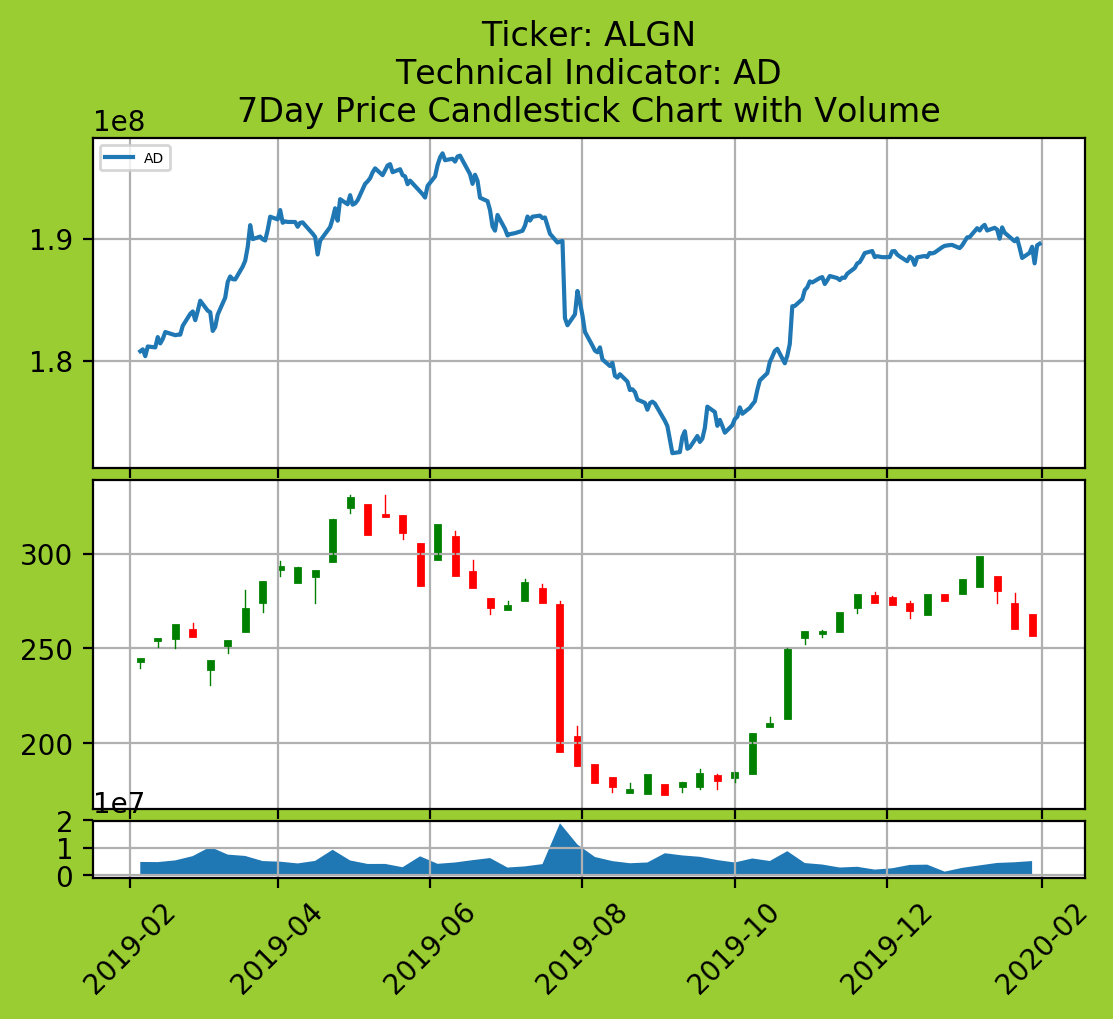 Ticker: ALGN
Technical Indicator: AD
7Day Price Candlestick Chart with Volume
1e8
AD
1.9
1.8
300
250
200
1e7
2
1
0
2019-02
2019-04
2019-06
2019-08
2019-10
2019-12
2020-02